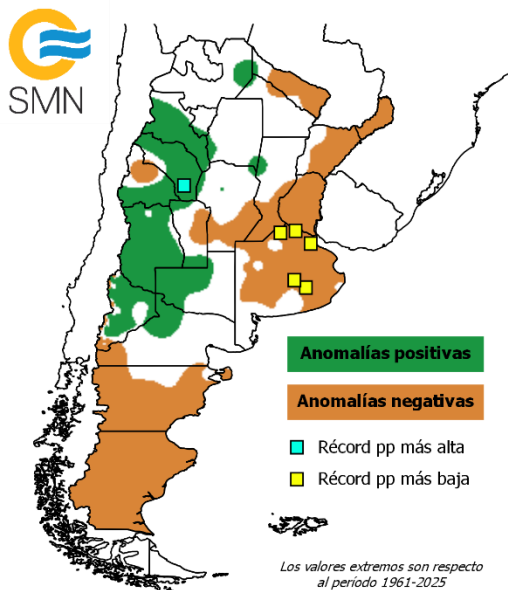 SMN
Anomalías positivas
Anomalías negativas
Récord pp más alta
Récord pp más baja
Los valores extremos son respecto
al período 1961-2025